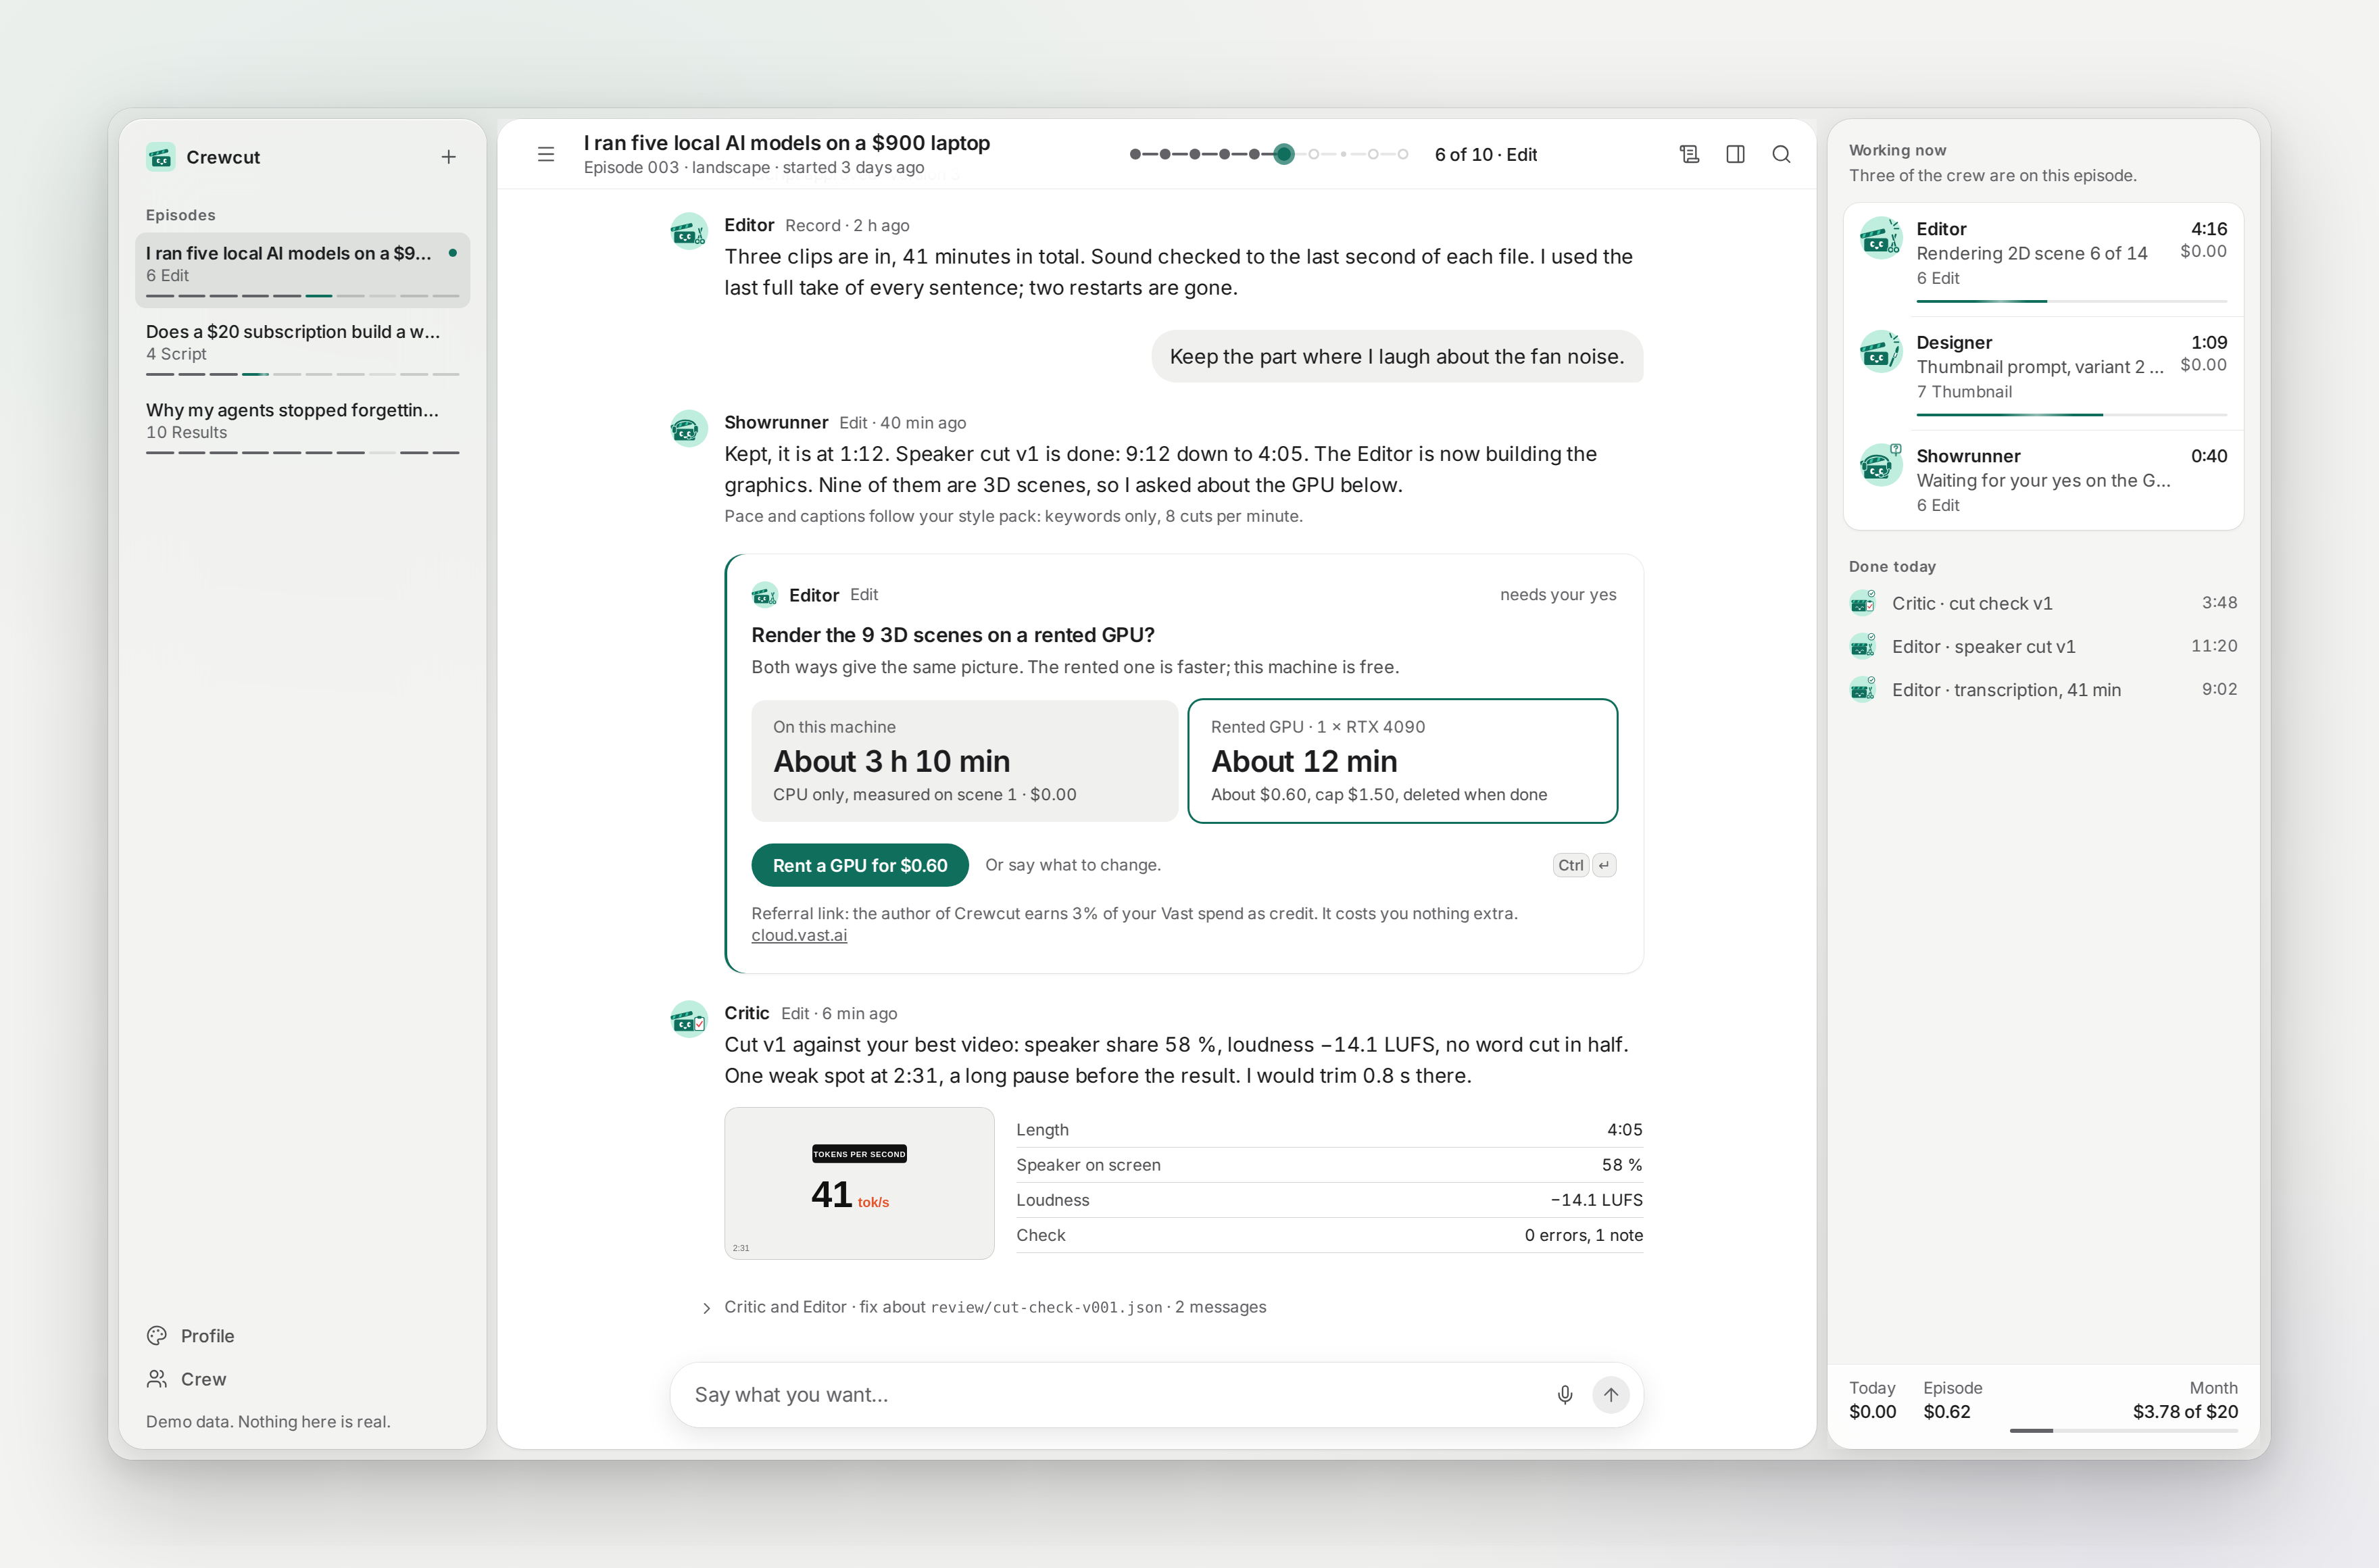 Crewcut
Episodes
I ran five local AI models on a $9...
6 Edit
Does a $20 subscription build a w...
4 Script
Why my agents stopped forgettin...
10 Results
Profile
Crew
Demo data. Nothing here is real.
I ran five local AI models on a $900 laptop
Episode 003 · landscape · started 3 days ago
6 of 10 · Edit
Editor Record · 2 h ago
Three clips are in, 41 minutes in total. Sound checked to the last second of each file. I used the
last full take of every sentence; two restarts are gone.
Keep the part where I laugh about the fan noise.
Showrunner Edit · 40 min ago
Kept, it is at 1:12. Speaker cut v1 is done: 9:12 down to 4:05. The Editor is now building the
graphics. Nine of them are 3D scenes, so I asked about the GPU below.
Pace and captions follow your style pack: keywords only, 8 cuts per minute.
Editor Edit needs your yes
Render the 9 3D scenes on a rented GPU?
Both ways give the same picture. The rented one is faster; this machine is free.
On this machine
About 3 h 10 min
CPU only, measured on scene 1 · $0.00
Rented GPU · 1 × RTX 4090
About 12 min
About $0.60, cap $1.50, deleted when done
Rent a GPU for $0.60 Or say what to change. Ctrl ↵
Referral link: the author of Crewcut earns 3% of your Vast spend as credit. It costs you nothing extra.
cloud.vast.ai
Critic Edit · 6 min ago
Cut v1 against your best video: speaker share 58 %, loudness −14.1 LUFS, no word cut in half.
One weak spot at 2:31, a long pause before the result. I would trim 0.8 s there.
TOKENS PER SECOND
41 tok/s
2:31
Length 4:05
Speaker on screen 58 %
Loudness −14.1 LUFS
Check 0 errors, 1 note
Critic and Editor · fix about review/cut-check-v001.json · 2 messages
Say what you want...
Working now
Three of the crew are on this episode.
Editor 4:16
Rendering 2D scene 6 of 14 $0.00
6 Edit
Designer 1:09
Thumbnail prompt, variant 2 ... $0.00
7 Thumbnail
Showrunner 0:40
Waiting for your yes on the G...
6 Edit
Done today
Critic · cut check v1 3:48
Editor · speaker cut v1 11:20
Editor · transcription, 41 min 9:02
Today Episode Month
$0.00 $0.62 $3.78 of $20